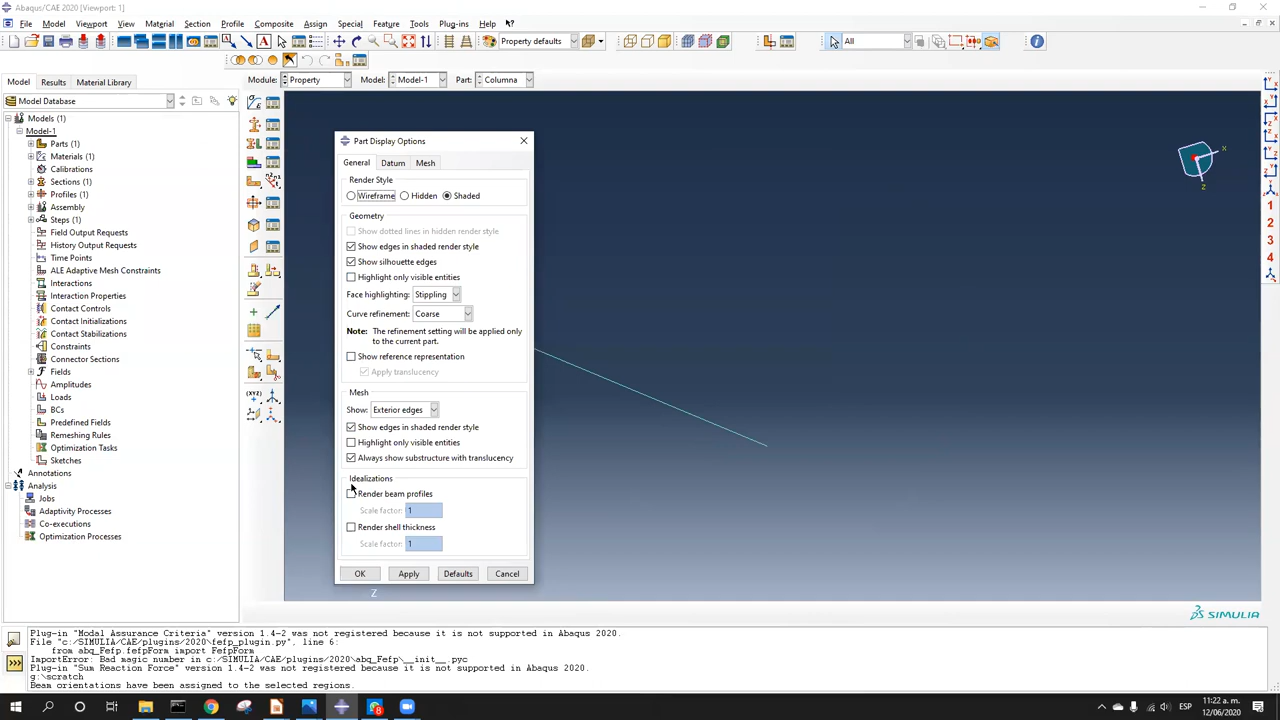 Abaqus/CAE 2020 [Viewport: 1]
File Model Viewport View Material Section Profile Composite Assign Special Feature Tools Plug-ins Help
Property defaults
All
Model Results Material Library
Module: Property Model: Model-1 Part: Columna
Model Database
Models (1)
Model-1
Parts (1)
Materials (1)
Calibrations
Sections (1)
Profiles (1)
Assembly
Steps (1)
Field Output Requests
History Output Requests
Time Points
ALE Adaptive Mesh Constraints
Interactions
Interaction Properties
Contact Controls
Contact Initializations
Contact Stabilizations
Constraints
Connector Sections
Fields
Amplitudes
Loads
BCs
Predefined Fields
Remeshing Rules
Optimization Tasks
Sketches
Annotations
Analysis
Jobs
Adaptivity Processes
Co-executions
Optimization Processes
Part Display Options
General Datum Mesh
Render Style
Wireframe Hidden Shaded
Geometry
Show dotted lines in hidden render style
Show edges in shaded render style
Show silhouette edges
Highlight only visible entities
Face highlighting: Stippling
Curve refinement: Coarse
Note: The refinement setting will be applied only
to the current part.
Show reference representation
Apply translucency
Mesh
Show: Exterior edges
Show edges in shaded render style
Highlight only visible entities
Always show substructure with translucency
Idealizations
Render beam profiles
Scale factor: 1
Render shell thickness
Scale factor: 1
OK Apply Defaults Cancel
Z
X
Z
1
2
3
4
SIMULIA
Plug-in "Modal Assurance Criteria" version 1.4-2 was not registered because it is not supported in Abaqus 2020.
File "c:/SIMULIA/CAE/plugins/2020\fefp_plugin.py", line 6:
from abq_Fefp.fefpForm import FefpForm
ImportError: Bad magic number in c:/SIMULIA/CAE/plugins/2020\abq_Fefp\__init__.pyc
Plug-in "Sum Reaction Force" version 1.4-2 was not registered because it is not supported in Abaqus 2020.
g:\scratch
Beam orientations have been assigned to the selected regions.
ESP
11:22 a. m.
12/06/2020